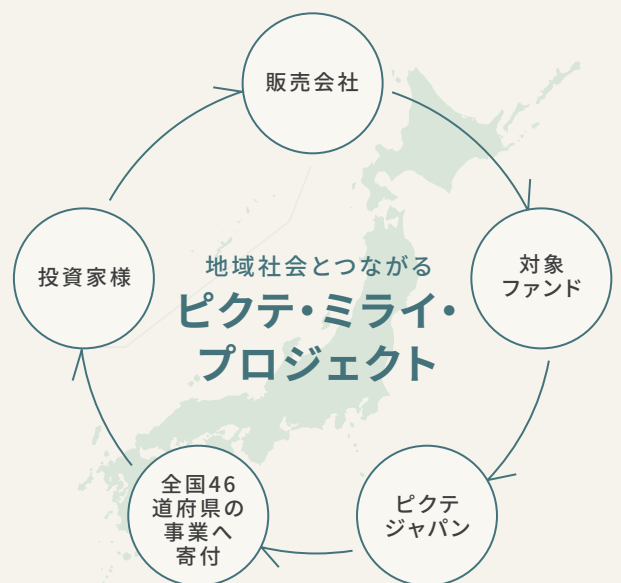 販売会社
投資家様
対象
ファンド
地域社会とつながる
ピクテ・ミライ・
プロジェクト
全国46
道府県の
事業へ
寄付
ピクテ
ジャパン